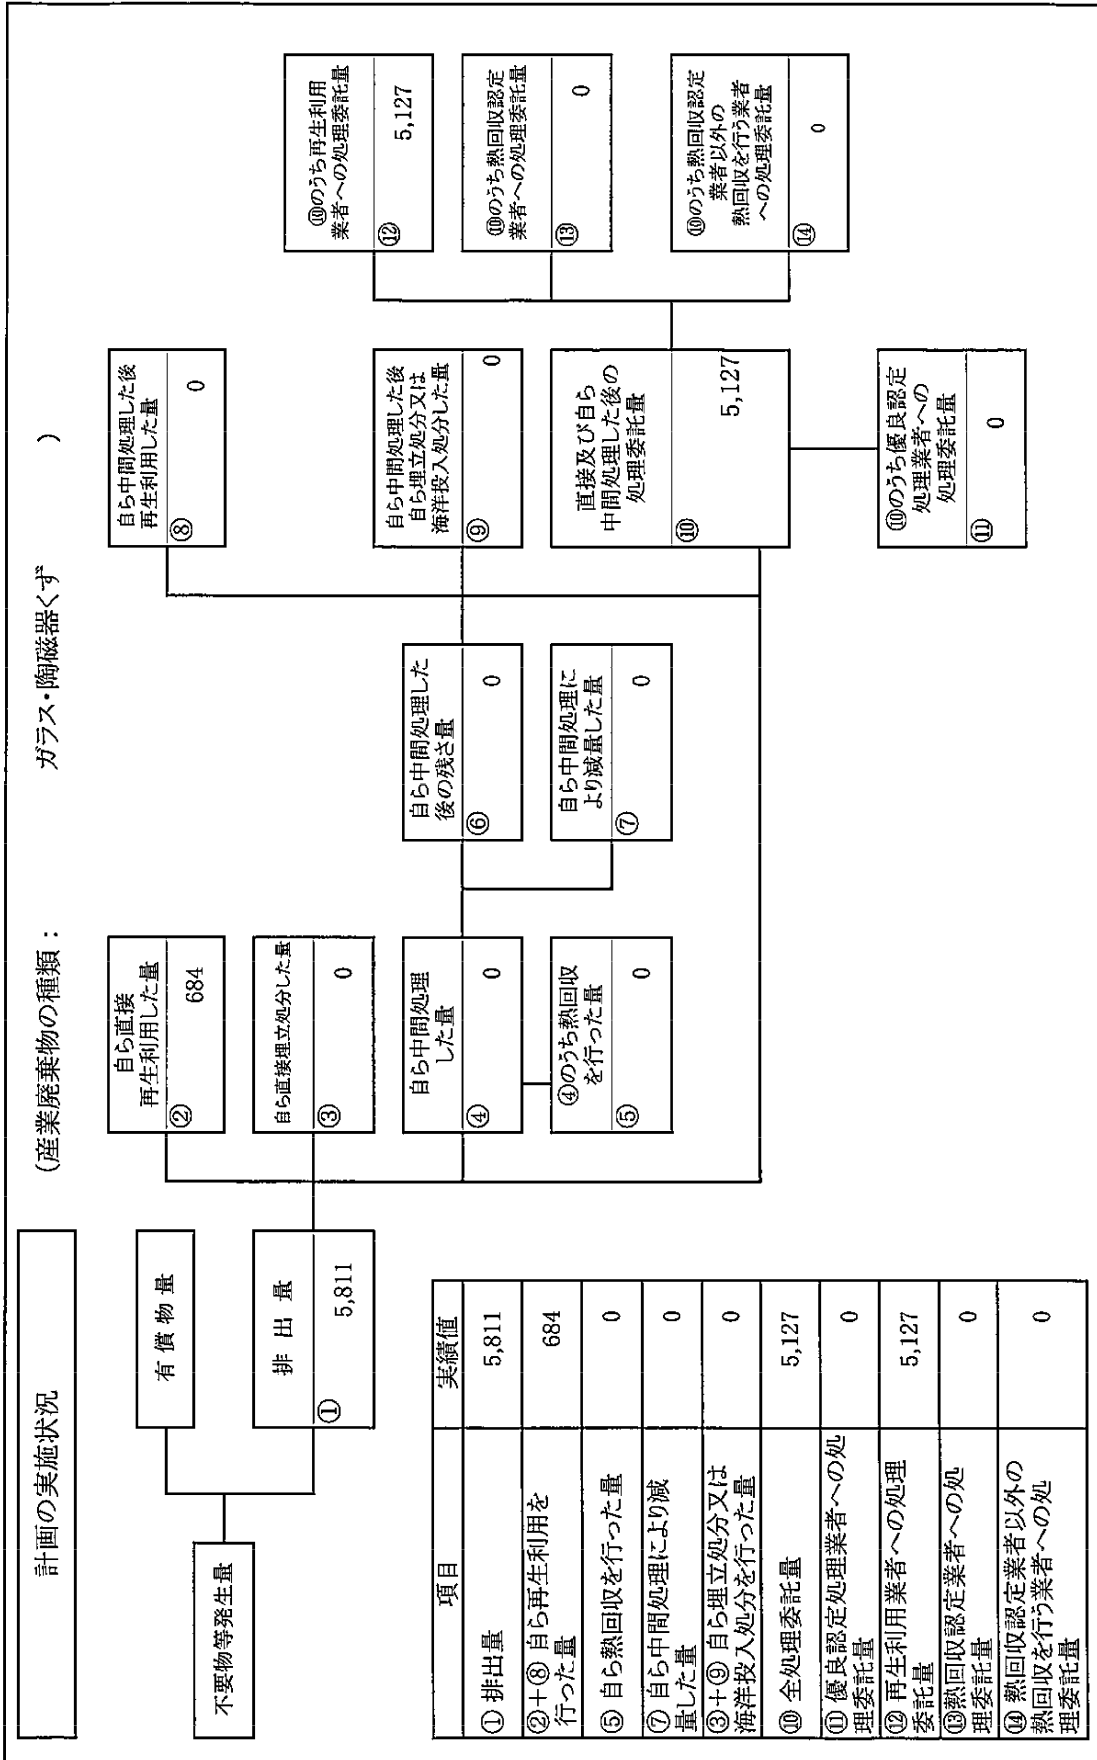 計画の実施状況
(産業廃棄物の種類：
ガラス・陶磁器くず
)
不要物等発生量
有償物量
排出量
①
5,811
自ら直接
再生利用した量
②
684
自ら直接埋立処分した量
③
0
自ら中間処理
した量
④
0
④のうち熱回収
を行った量
⑤
0
自ら中間処理した
後の残さ量
⑥
0
自ら中間処理に
より減量した量
⑦
0
自ら中間処理した後
再生利用した量
⑧
0
自ら中間処理した後
自ら埋立処分又は
海洋投入処分した量
⑨
0
直接及び自ら
中間処理した後の
処理委託量
⑩
5,127
⑩のうち優良認定
処理業者への
処理委託量
⑪
0
⑩のうち再生利用
業者への処理委託量
⑫
5,127
⑩のうち熱回収認定
業者への処理委託量
⑬
0
⑩のうち熱回収認定
業者以外の
熱回収を行う業者
への処理委託量
⑭
0
項目 実績値
① 排出量 5,811
②+⑧ 自ら再生利用を
行った量 684
⑤ 自ら熱回収を行った量 0
⑦ 自ら中間処理により減
量した量 0
③+⑨ 自ら埋立処分又は
海洋投入処分を行った量 0
⑩ 全処理委託量 5,127
⑪ 優良認定処理業者への処
理委託量 0
⑫ 再生利用業者への処理
委託量 5,127
⑬熱回収認定業者への処
理委託量 0
⑭ 熱回収認定業者以外の
熱回収を行う業者への処
理委託量 0